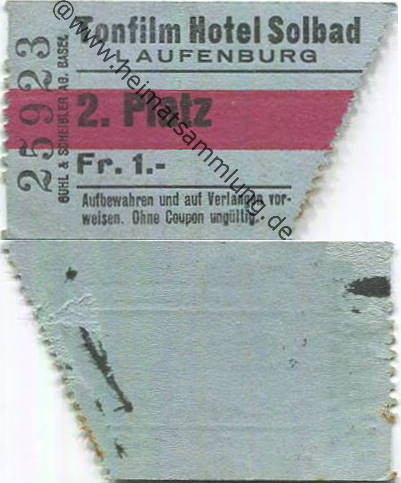 Tonfilm Hotel Solbad
LAUFENBURG
2. Platz
Fr. 1.-
Aufbewahren und auf Verlangen vor-
weisen. Ohne Coupon ungültig.-
25923
GUHL & SCHEIBLER AG. BASEL
www.heimatsammlung.de